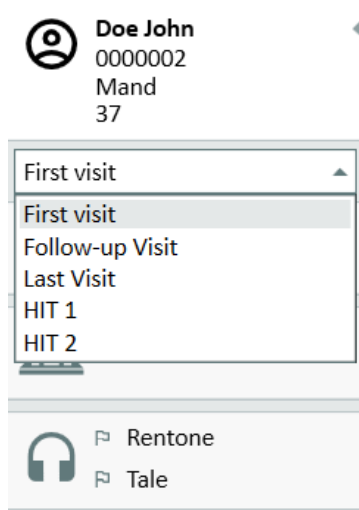 Doe John
0000002
Mand
37
First visit
First visit
Follow-up Visit
Last Visit
HIT 1
HIT 2
Rentone
Tale